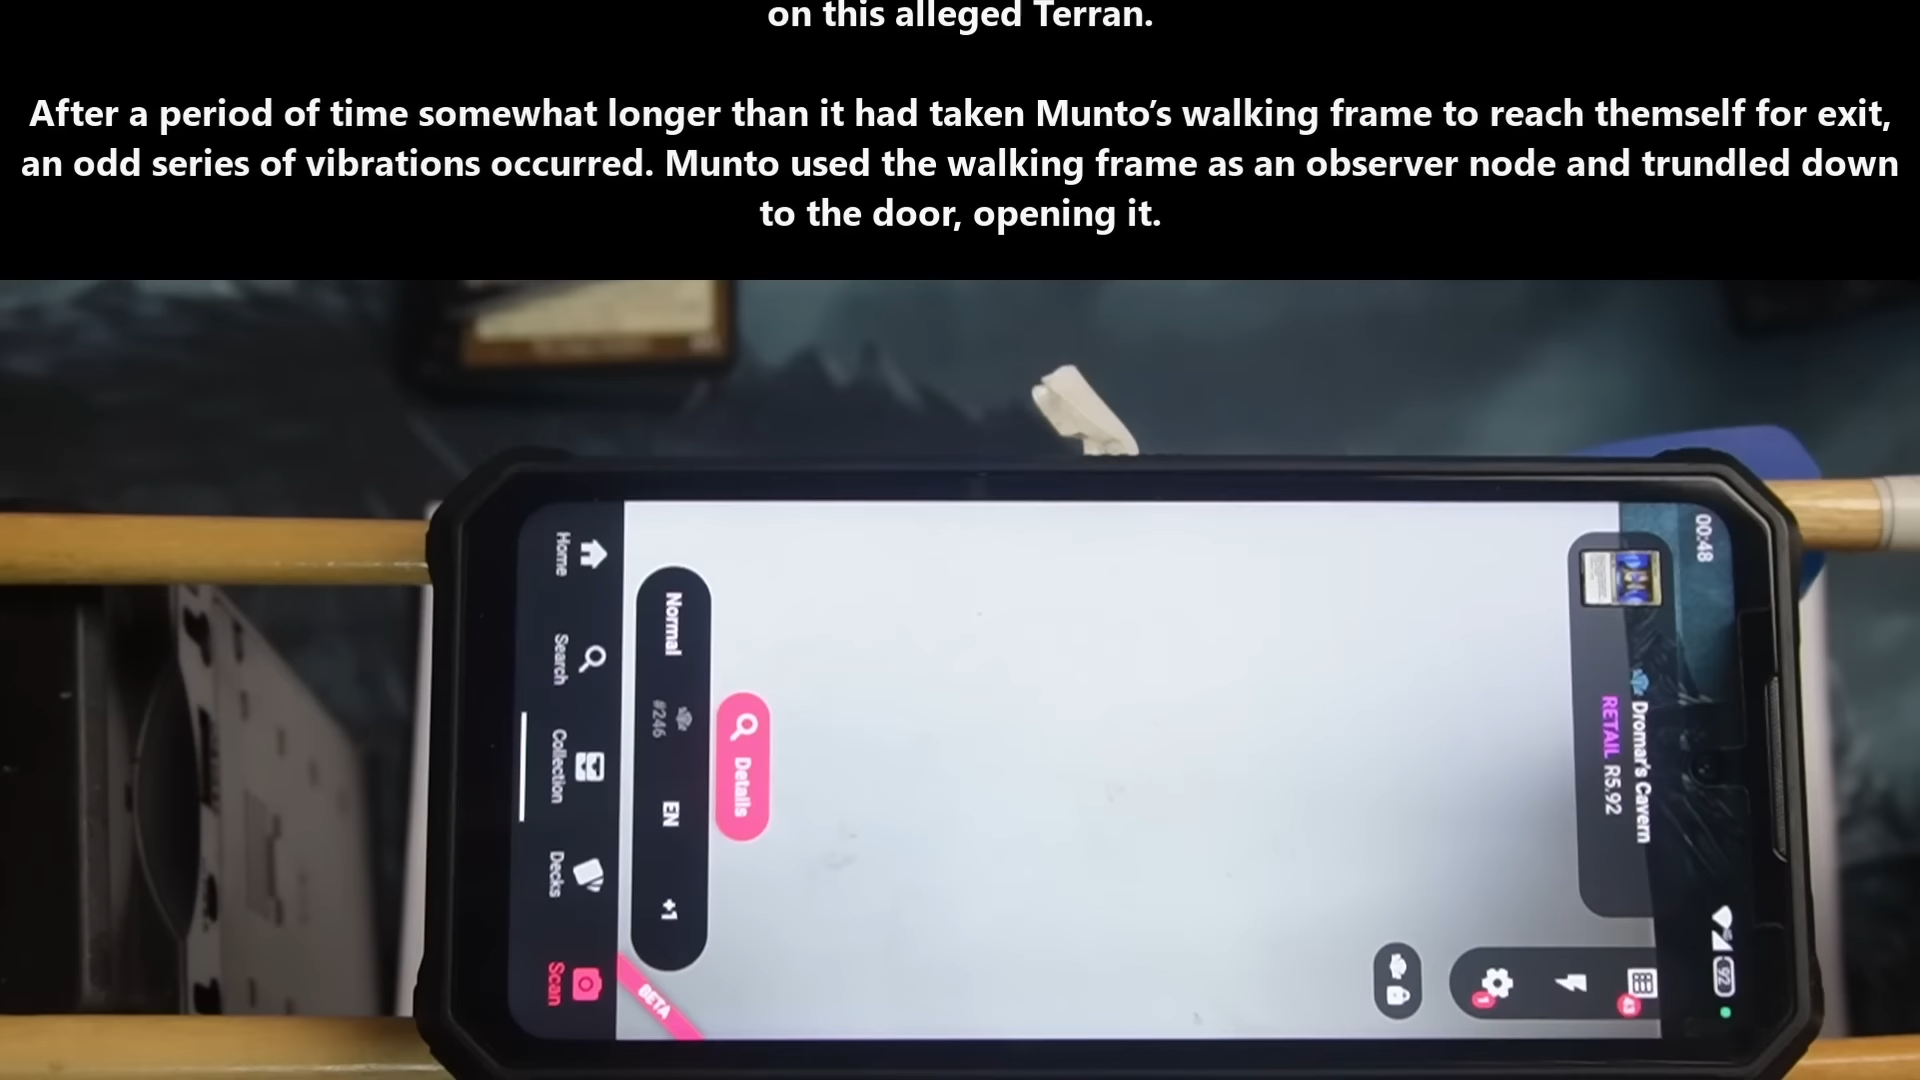 on this alleged Terran.
After a period of time somewhat longer than it had taken Munto’s walking frame to reach themself for exit,
an odd series of vibrations occurred. Munto used the walking frame as an observer node and trundled down
to the door, opening it.
00:48
92
Dromar's Cavern
RETAIL R5.92
43
1
Details
Normal
#246
EN
+1
BETA
Home
Search
Collection
Decks
Scan